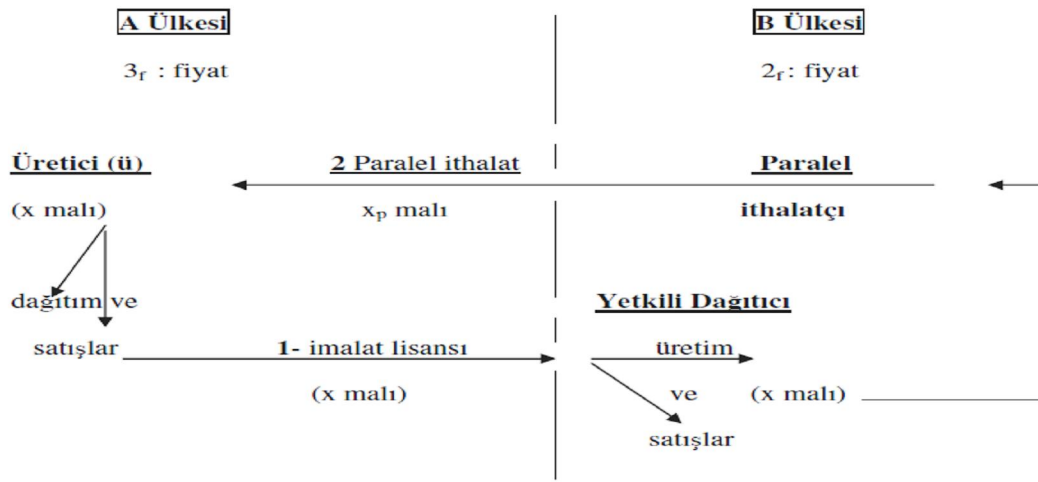 A Ülkesi B Ülkesi
3f : fiyat 2f : fiyat
Üretici (ü) 2 Paralel ithalat Paralel
(x malı) xp malı ithalatçı
dağıtım ve Yetkili Dağıtıcı
satışlar 1- imalat lisansı üretim
(x malı) ve (x malı)
satışlar